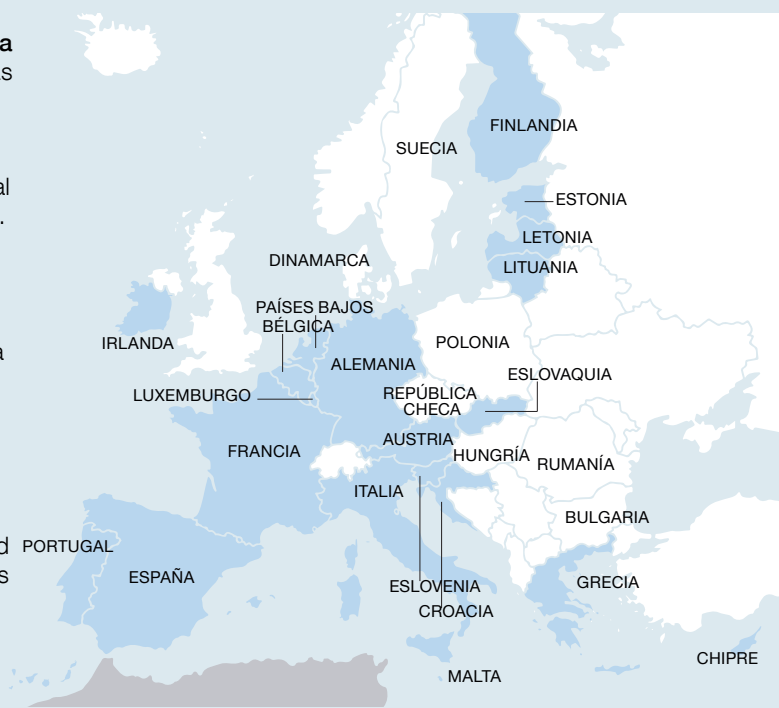 a
as
al
.
a
d
s
FINLANDIA
SUECIA
ESTONIA
LETONIA
DINAMARCA
LITUANIA
PAÍSES BAJOS
BÉLGICA
IRLANDA
POLONIA
ALEMANIA
ESLOVAQUIA
LUXEMBURGO
REPÚBLICA
CHECA
AUSTRIA
FRANCIA
HUNGRÍA
RUMANÍA
ITALIA
BULGARIA
PORTUGAL
ESPAÑA
ESLOVENIA
GRECIA
CROACIA
CHIPRE
MALTA